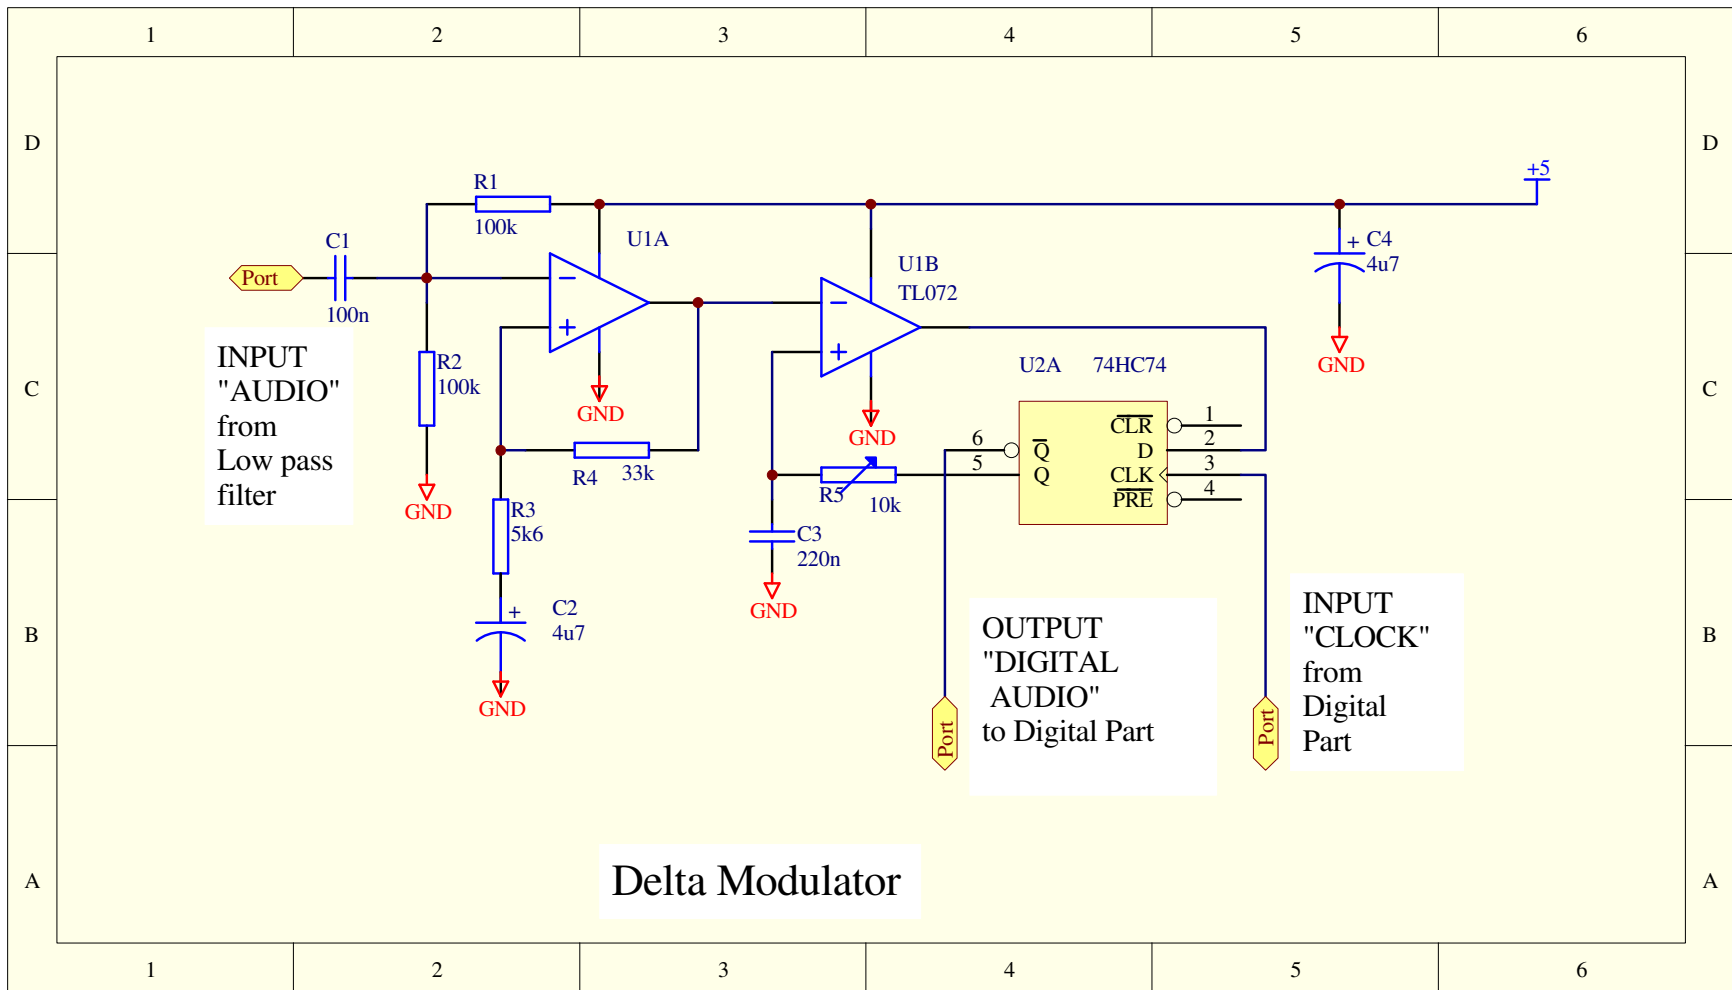 1 2 3 4 5 6
D D
+5
R1
100k
U1A
C1
C4
+
4u7
U1B
TL072
Port
100n
GND
INPUT
"AUDIO"
from
Low pass
filter
R2
100k
GND
GND
U2A 74HC74
C C
GND
CLR 1
D 2
CLK 3
PRE 4
6 Q
5 Q
R4 33k
R5 10k
GND
R3
5k6
C3
220n
GND
C2
+
4u7
GND
B B
OUTPUT
"DIGITAL
AUDIO"
to Digital Part
INPUT
"CLOCK"
from
Digital
Part
Port
Port
Delta Modulator
A A
1 2 3 4 5 6